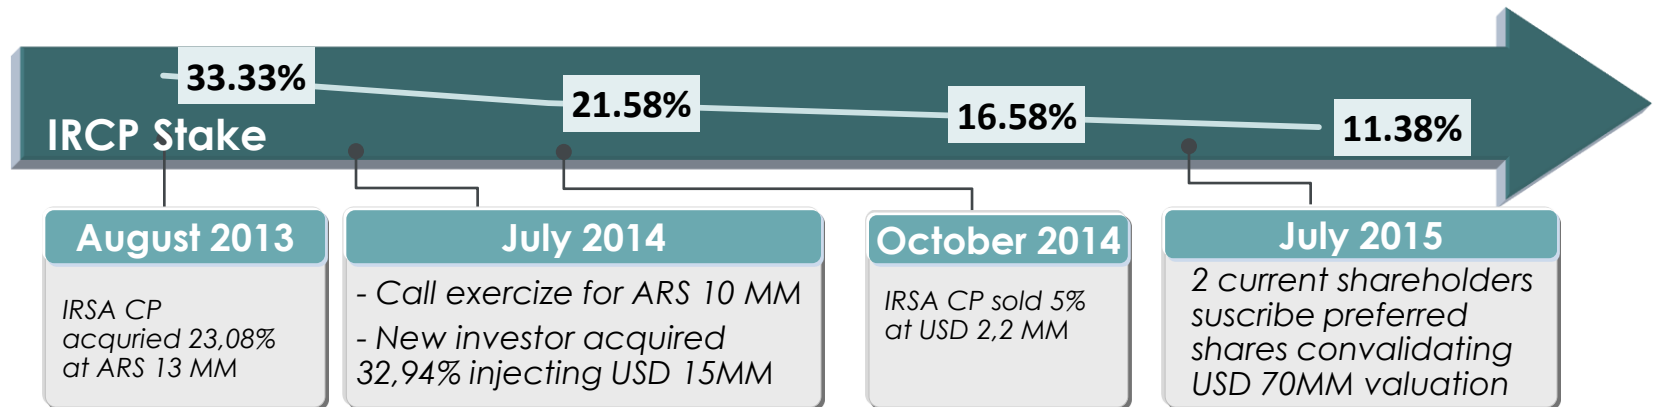 33.33%
21.58%
16.58%
11.38%
IRCP Stake
August 2013
IRSA CP
acquried 23,08%
at ARS 13 MM
July 2014
- Call exercize for ARS 10 MM
- New investor acquired
32,94% injecting USD 15MM
October 2014
IRSA CP sold 5%
at USD 2,2 MM
July 2015
2 current shareholders
suscribe preferred
shares convalidating
USD 70MM valuation